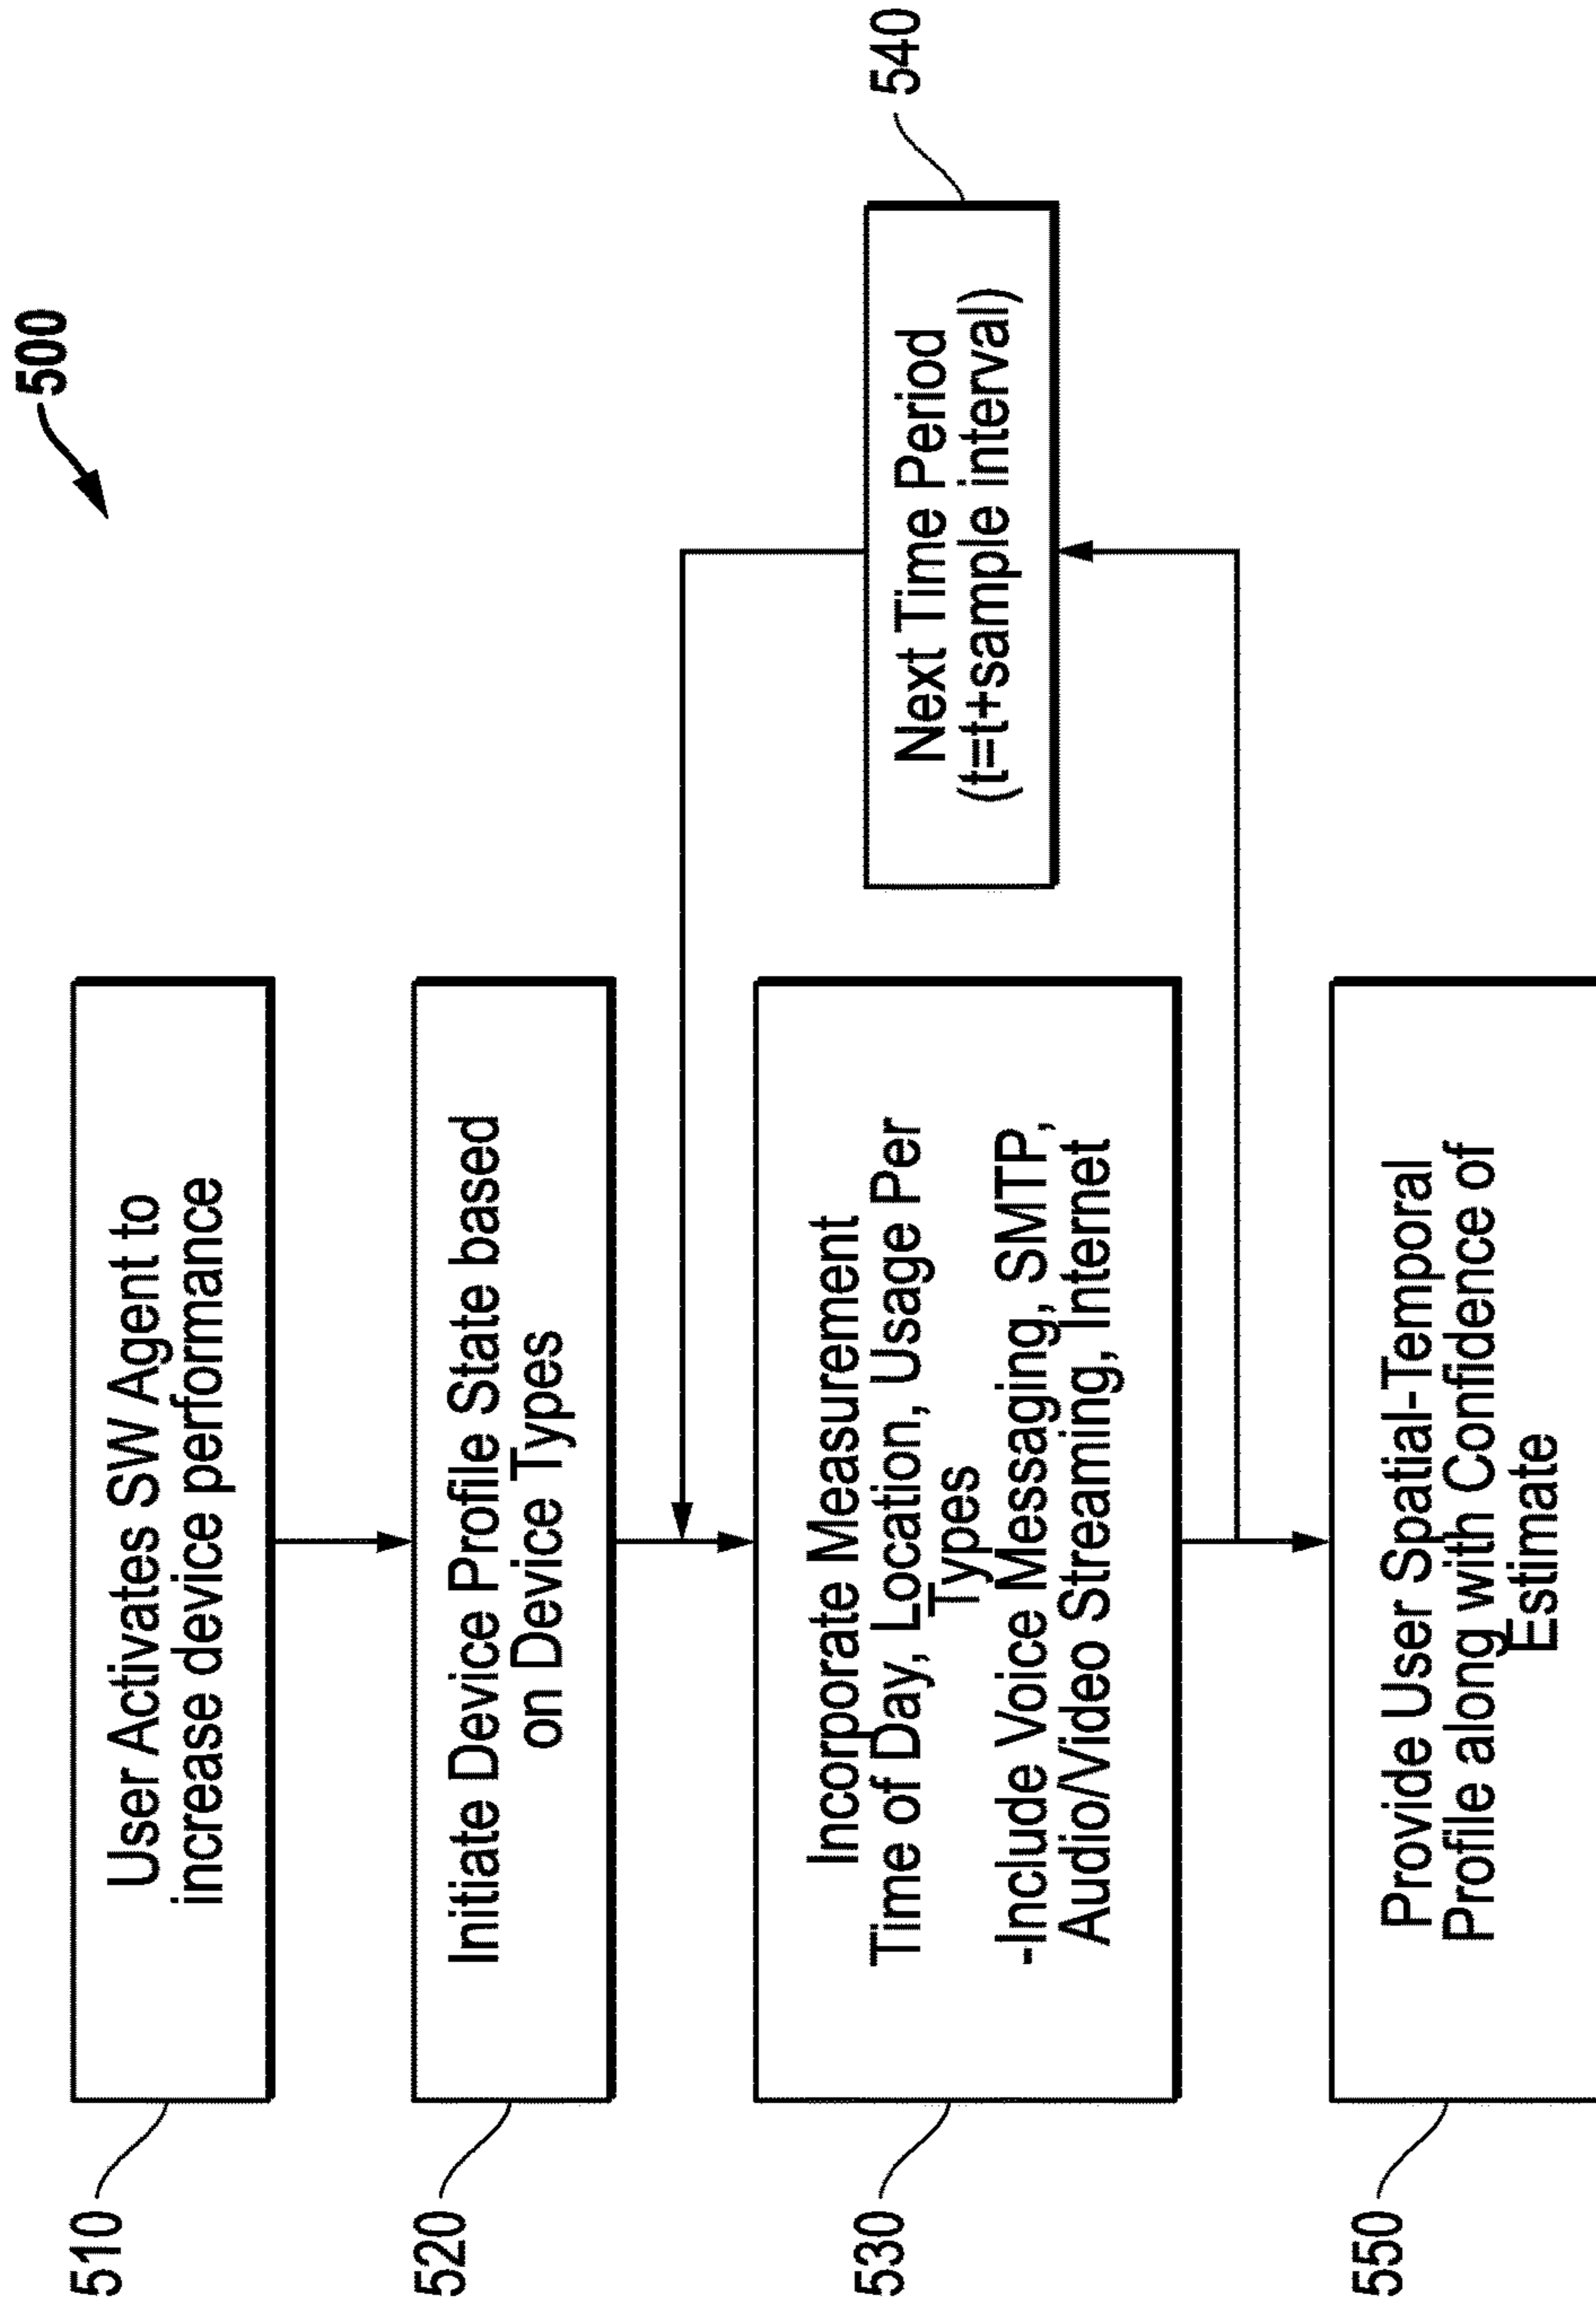 500
510
User Activates SW Agent to
increase device performance
520
Initiate Device Profile State based
on Device Types
530
Incorporate Measurement
Time of Day, Location, Usage Per
Types
-Include Voice Messaging, SMTP,
Audio/Video Streaming, Internet
540
Next Time Period
(t=t+sample interval)
550
Provide User Spatial-Temporal
Profile along with Confidence of
Estimate